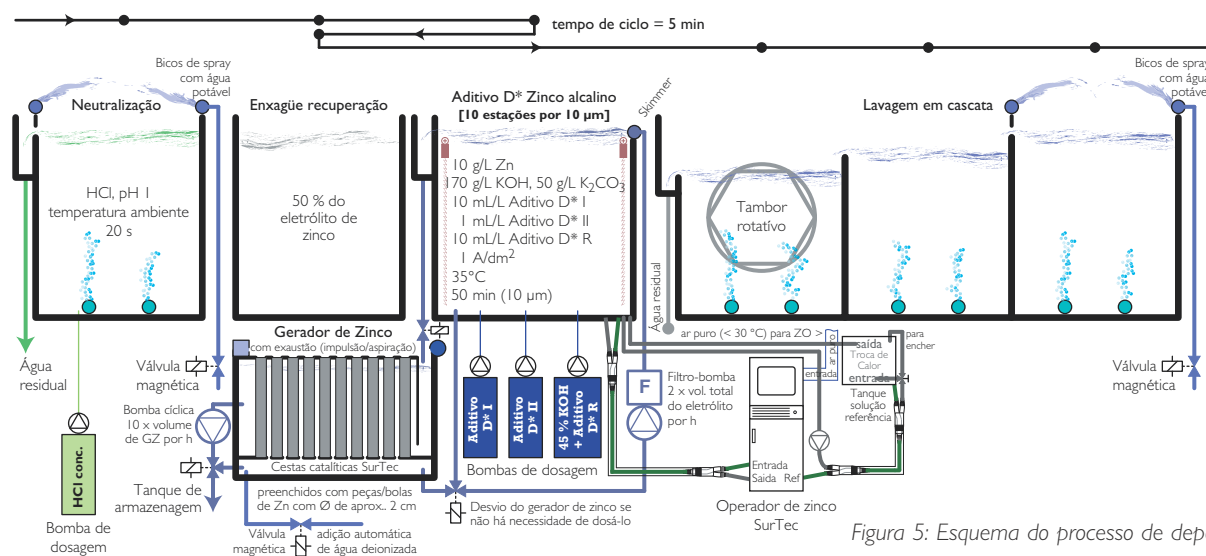 tempo de ciclo = 5 min
Bicos de spray
com água
potável
Neutralização
HCl, pH 1
temperatura ambiente
20 s
Enxagüe recuperação
50 % do
eletrólito de
zinco
Aditivo D* Zinco alcalino
[10 estações por 10 µm]
Skimmer
10 g/L Zn
170 g/L KOH, 50 g/L K₂CO₃
10 mL/L Aditivo D* I
1 mL/L Aditivo D* II
10 mL/L Aditivo D* R
1 A/dm²
35°C
50 min (10 µm)
Lavagem em cascata
Tambor
rotatívo
Bicos de spray
com água
potável
Água residual
Água
residual
Válvula
magnética
Gerador de Zinco
com exaustão (impulsão/aspiração)
Bomba cíclica
10 x volume
de GZ por h
Cestas catalíticas SurTec
HCl conc.
Bomba de
dosagem
Tanque de
armazenagem
preenchidos com peças/bolas
de Zn com Ø de aprox.. 2 cm
Válvula
magnética
adição automática
de água deionizada
Aditivo
D* I
Aditivo
D* II
45 % KOH
+ Aditivo
D* R
Bombas de dosagem
Desvio do gerador de zinco se
não há necessidade de dosá-lo
F
Filtro-bomba
2 x vol. total
do eletrólito
por h
ar puro (< 30 °C) para ZO >
entrada
ar puro
saída
Troca de
Calor
entrada
para
encher
Tanque
solução
referência
Entrada
Saida Ref
Operador de zinco
SurTec
Válvula
magnética
Figura 5: Esquema do processo de depo